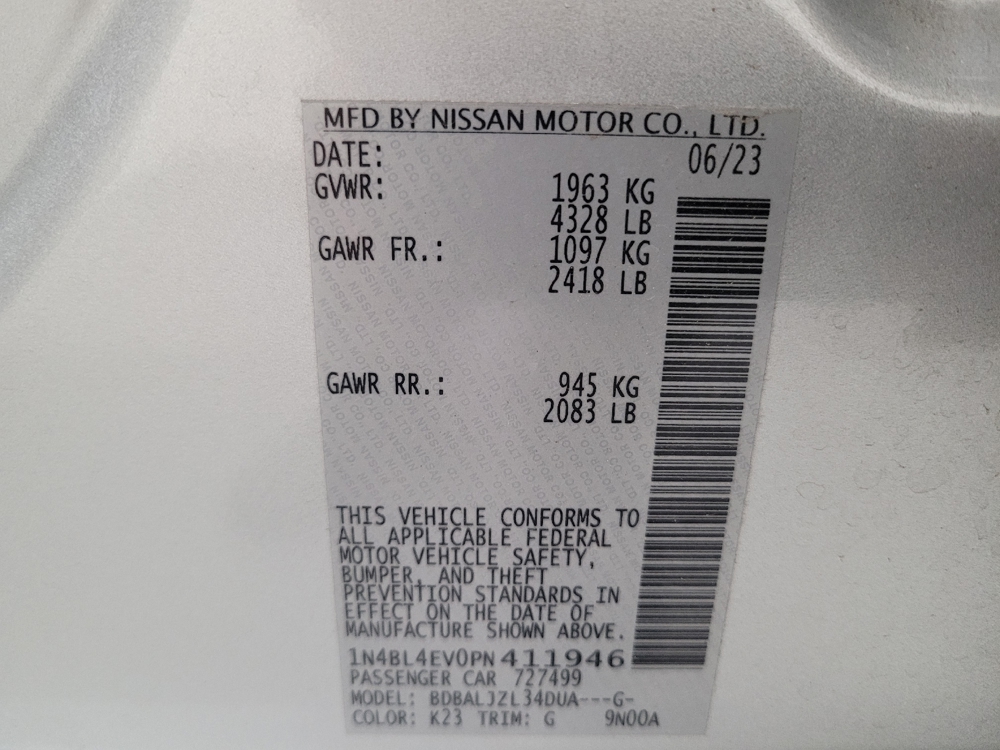 MFD BY NISSAN MOTOR CO., LTD.
DATE: 06/23
GVWR: 1963 KG
4328 LB
GAWR FR.: 1097 KG
2418 LB
GAWR RR.: 945 KG
2083 LB
THIS VEHICLE CONFORMS TO
ALL APPLICABLE FEDERAL
MOTOR VEHICLE SAFETY,
BUMPER, AND THEFT
PREVENTION STANDARDS IN
EFFECT ON THE DATE OF
MANUFACTURE SHOWN ABOVE.
1N4BL4EV0PN411946
PASSENGER CAR 727499
MODEL: BDBALJZL34DUA---G-
COLOR: K23 TRIM: G 9N00A